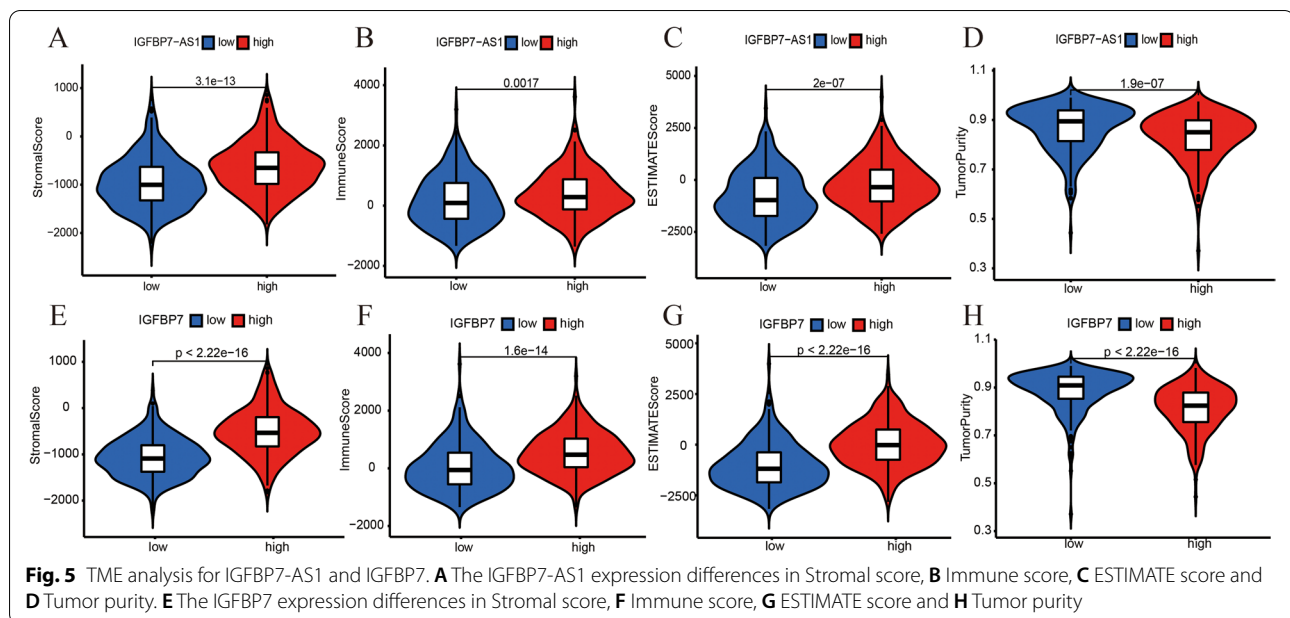 A
IGFBP7-AS1 low high
3.1e−13
StromalScore
1000
0
−1000
−2000
low high
B
IGFBP7-AS1 low high
0.0017
ImmuneScore
4000
2000
0
−2000
low high
C
IGFBP7-AS1 low high
2e−07
ESTIMATEScore
5000
2500
0
−2500
low high
D
IGFBP7-AS1 low high
1.9e−07
TumorPurity
1.1
0.9
0.7
0.5
0.3
low high
E
IGFBP7 low high
p < 2.22e−16
StromalScore
1000
0
−1000
−2000
low high
F
IGFBP7 low high
1.6e−14
ImmuneScore
4000
2000
0
−2000
low high
G
IGFBP7 low high
p < 2.22e−16
ESTIMATEScore
5000
2500
0
−2500
low high
H
IGFBP7 low high
p < 2.22e−16
TumorPurity
1.1
0.9
0.7
0.5
0.3
low high
Fig. 5 TME analysis for IGFBP7-AS1 and IGFBP7. A The IGFBP7-AS1 expression differences in Stromal score, B Immune score, C ESTIMATE score and
D Tumor purity. E The IGFBP7 expression differences in Stromal score, F Immune score, G ESTIMATE score and H Tumor purity